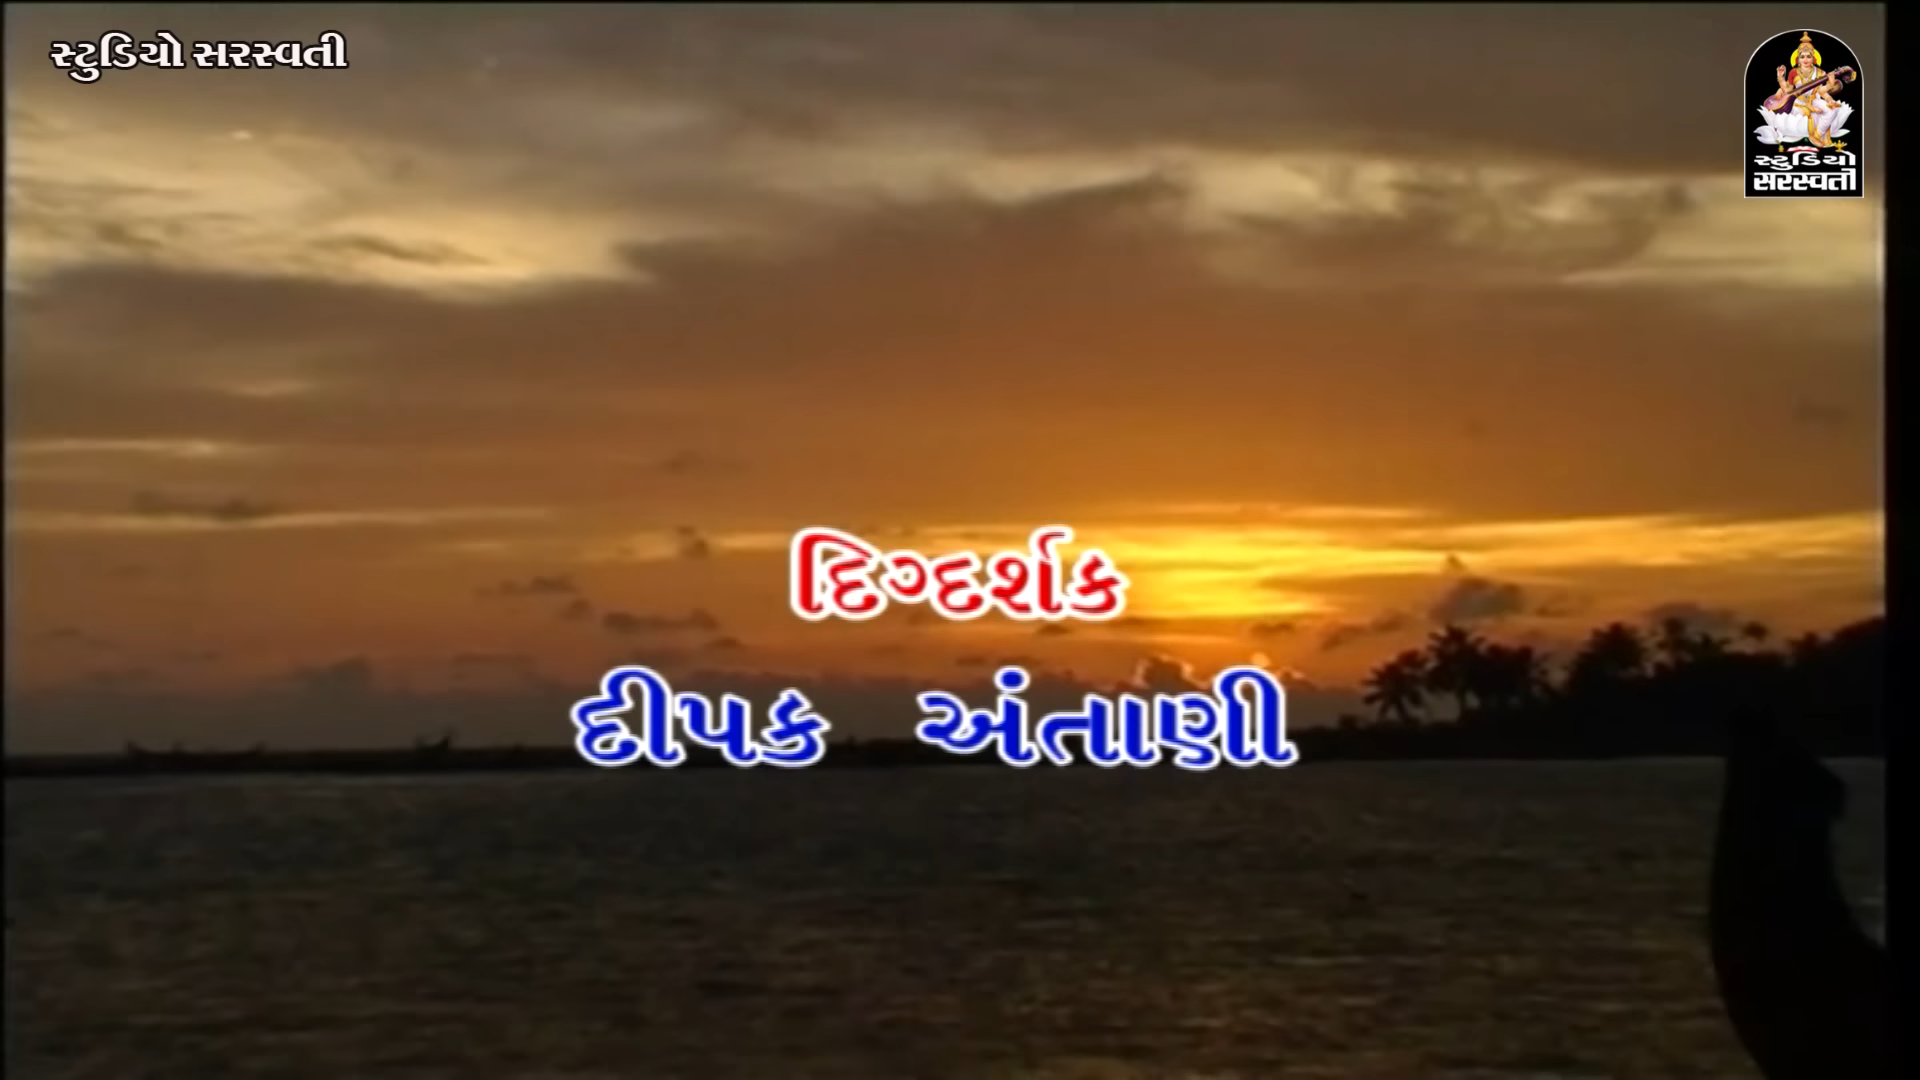 સ્ટુડિયો સરસ્વતી
સ્ટુડિયો
સરસ્વતી
દિગ્દર્શક
દીપક અંતાણી